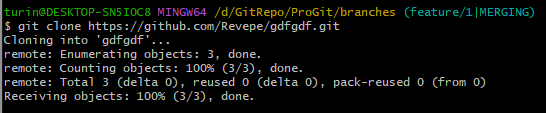 turin@DESKTOP-SN5IOC8 MINGW64 /d/GitRepo/ProGit/branches (feature/1|MERGING)
$ git clone https://github.com/Revepe/gdfgdf.git
Cloning into 'gdfgdf'...
remote: Enumerating objects: 3, done.
remote: Counting objects: 100% (3/3), done.
remote: Total 3 (delta 0), reused 0 (delta 0), pack-reused 0 (from 0)
Receiving objects: 100% (3/3), done.